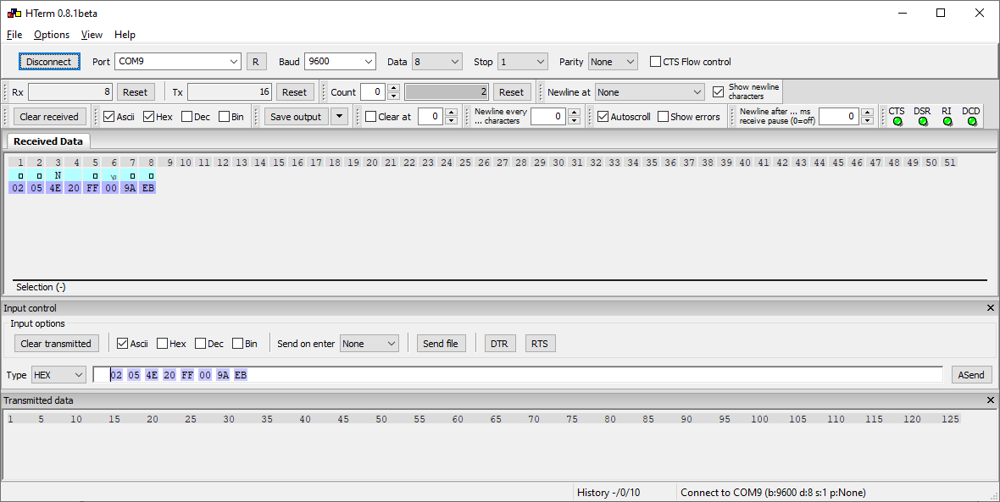 HTerm 0.8.1beta
File Options View Help
Disconnect Port COM9 R Baud 9600 Data 8 Stop 1 Parity None CTS Flow control
Rx 8 Reset Tx 16 Reset Count 0 2 Reset Newline at None Show newline characters
Clear received Ascii Hex Dec Bin Save output Clear at 0 Newline every ... characters 0 Autoscroll Show errors Newline after ... ms receive pause (0=off) 0 CTS DSR RI DCD
Received Data
1 2 3 4 5 6 7 8 9 10 11 12 13 14 15 16 17 18 19 20 21 22 23 24 25 26 27 28 29 30 31 32 33 34 35 36 37 38 39 40 41 42 43 44 45 46 47 48 49 50 51
N \0
02 05 4E 20 FF 00 9A EB
Selection (-)
Input control
Input options
Clear transmitted Ascii Hex Dec Bin Send on enter None Send file DTR RTS
Type HEX 02 05 4E 20 FF 00 9A EB ASend
Transmitted data
1 5 10 15 20 25 30 35 40 45 50 55 60 65 70 75 80 85 90 95 100 105 110 115 120 125
History -/0/10 Connect to COM9 (b:9600 d:8 s:1 p:None)